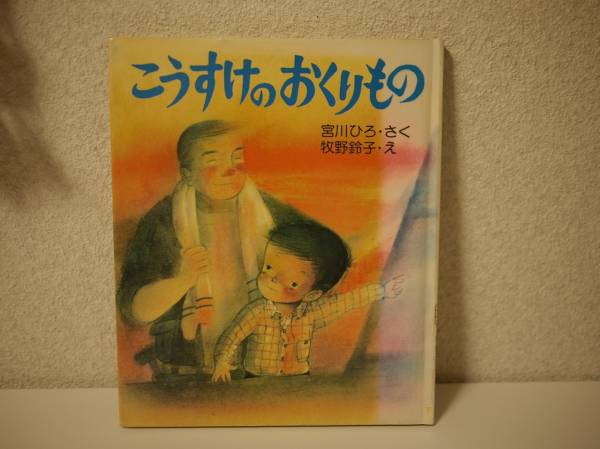 こうすけのおくりもの
宮川ひろ・さく
牧野鈴子・え